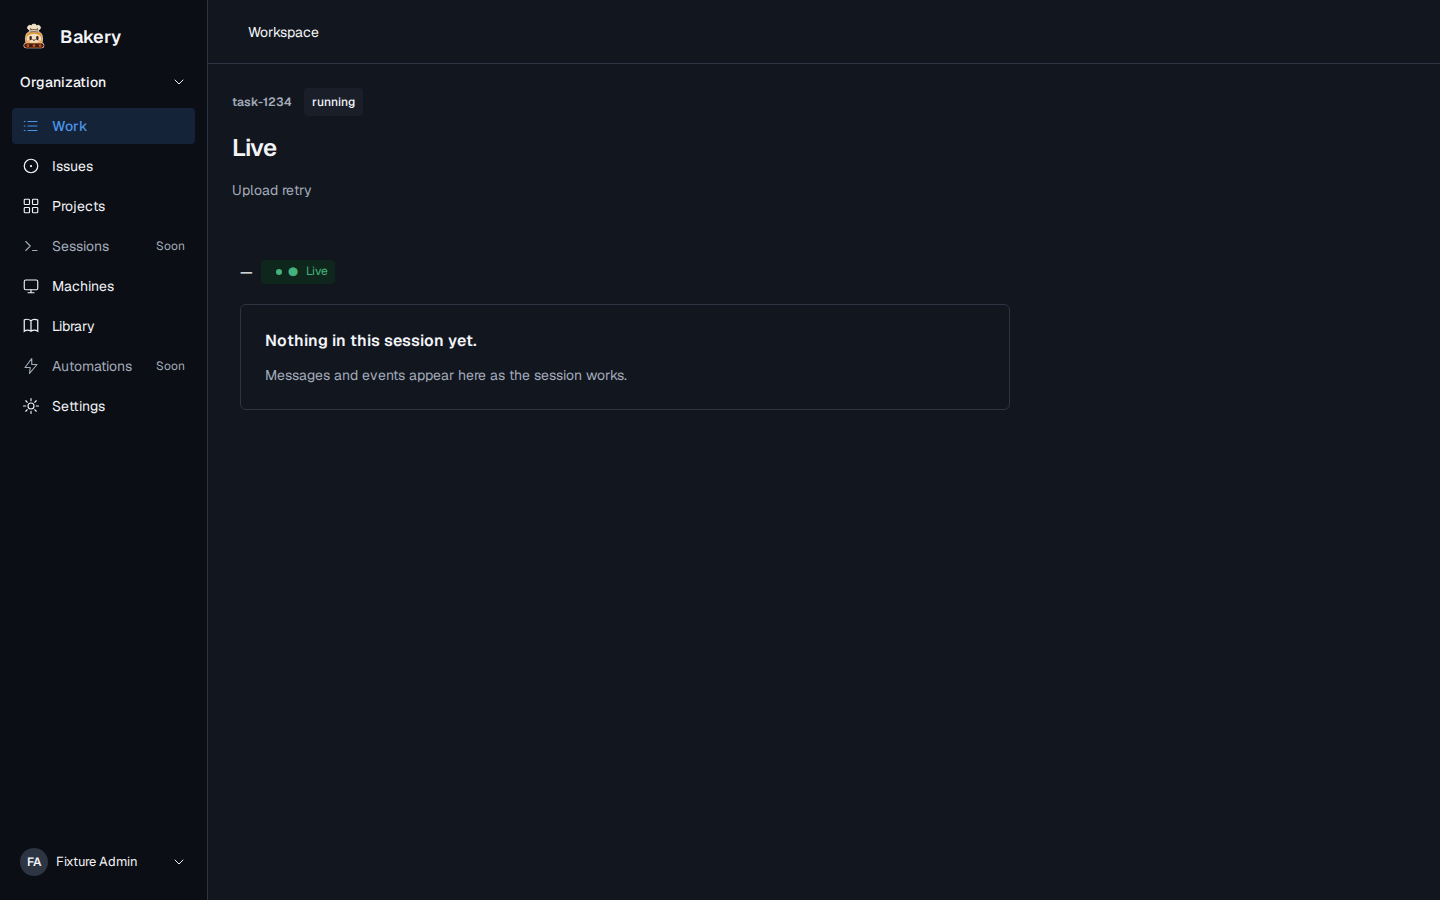 Bakery
Organization
Work
Issues
Projects
Sessions Soon
Machines
Library
Automations Soon
Settings
FA Fixture Admin
Workspace
task-1234 running
Live
Upload retry
— Live
Nothing in this session yet.
Messages and events appear here as the session works.